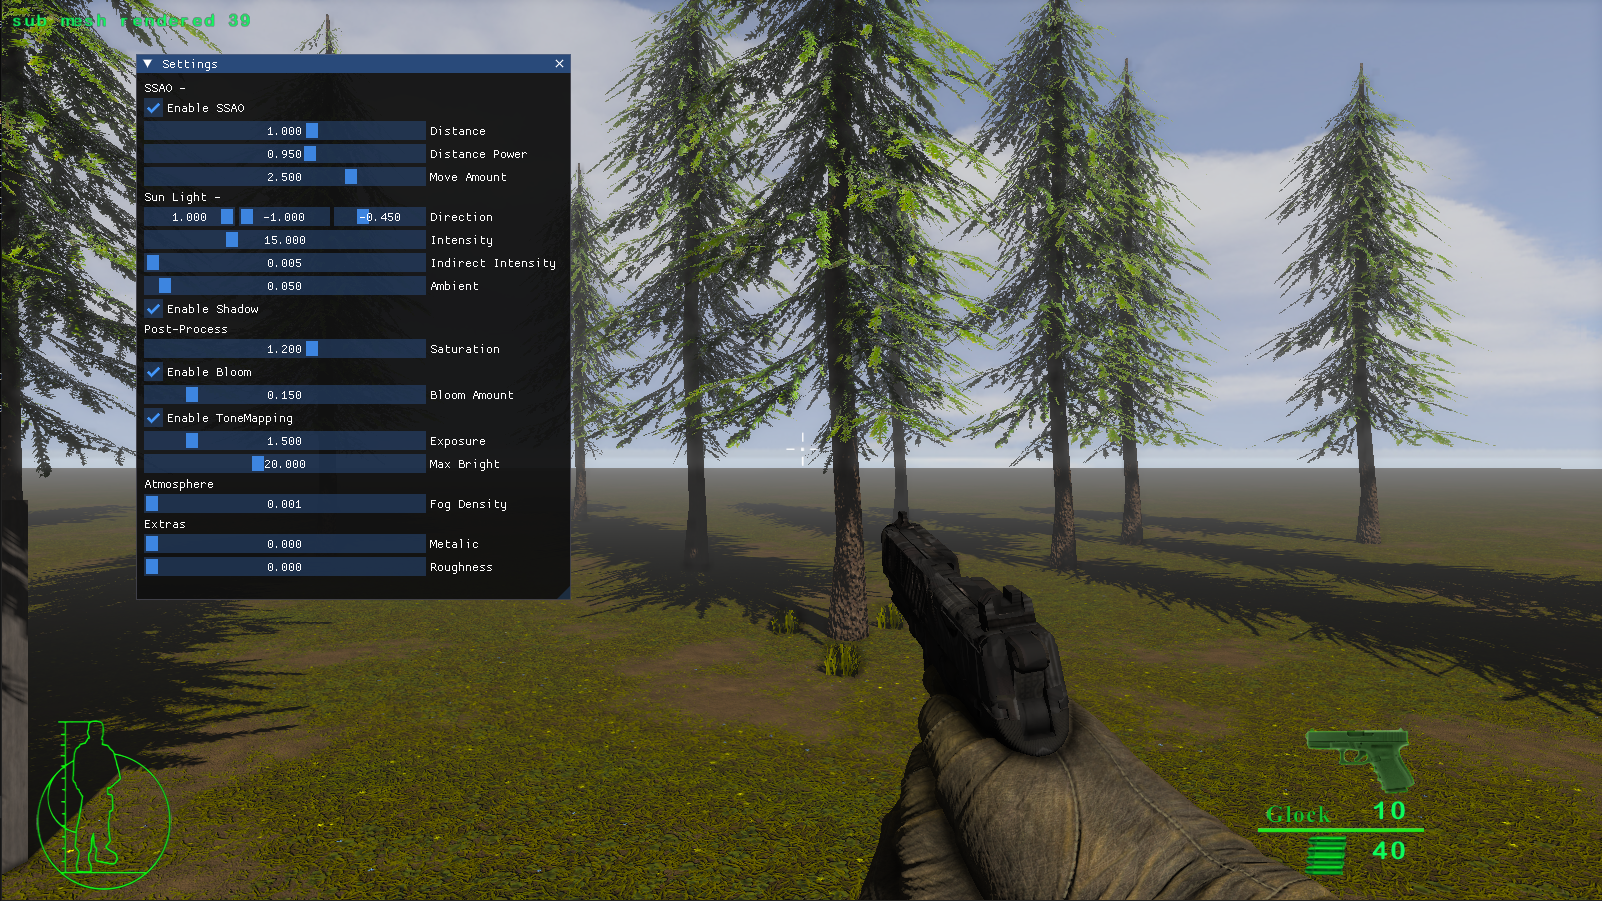 sub mesh rendered 39
Settings
SSAO -
Enable SSAO
1.000 Distance
0.950 Distance Power
2.500 Move Amount
Sun Light -
1.000 -1.000 -0.450 Direction
15.000 Intensity
0.005 Indirect Intensity
0.050 Ambient
Enable Shadow
Post-Process
1.200 Saturation
Enable Bloom
0.150 Bloom Amount
Enable ToneMapping
1.500 Exposure
20.000 Max Bright
Atmosphere
0.001 Fog Density
Extras
0.000 Metalic
0.000 Roughness
Glock 10
40